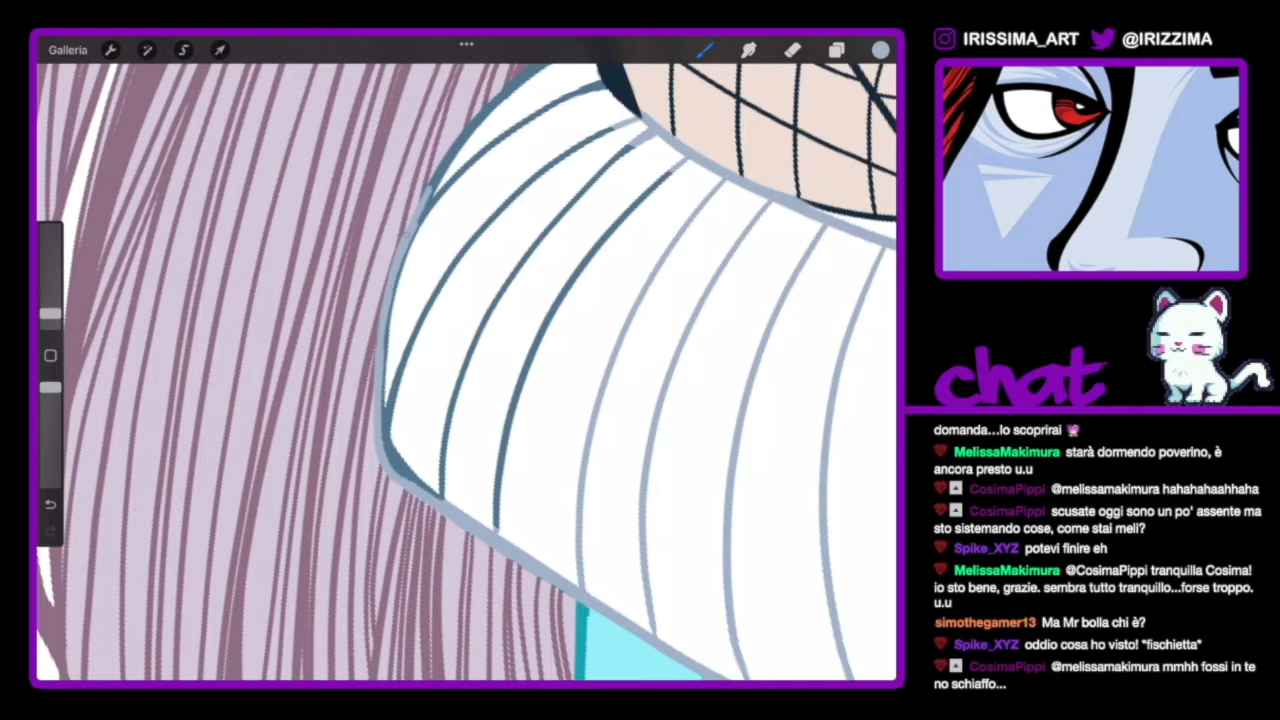 Galleria
IRISSIMA_ART @IRIZZIMA
chat
domanda...lo scoprirai
MelissaMakimura starà dormendo poverino, è
ancora presto u.u
CosimaPippi @melissamakimura hahahahaahhaha
CosimaPippi scusate oggi sono un po' assente ma
sto sistemando cose, come stai meli?
Spike_XYZ potevi finire eh
MelissaMakimura @CosimaPippi tranquilla Cosima!
io sto bene, grazie. sembra tutto tranquillo...forse troppo.
u.u
simothegamer13 Ma Mr bolla chi è?
Spike_XYZ oddio cosa ho visto! *fischietta*
CosimaPippi @melissamakimura mmhh fossi in te
no schiaffo...